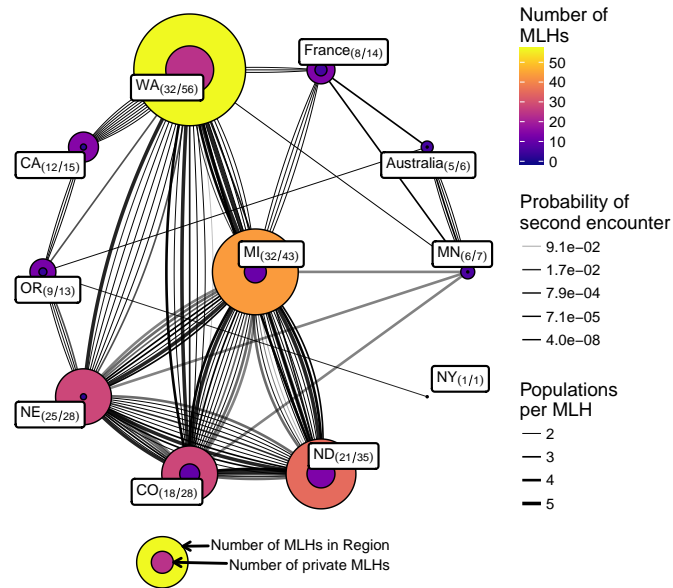 Number of
MLHs
50
40
30
20
10
0
France(8/14)
WA(32/56)
CA(12/15)
Australia(5/6)
Probability of
second encounter
9.1e−02
1.7e−02
7.9e−04
7.1e−05
4.0e−08
MI(32/43)
MN(6/7)
OR(9/13)
NY(1/1)
Populations
per MLH
2
3
4
5
NE(25/28)
ND(21/35)
CO(18/28)
Number of MLHs in Region
Number of private MLHs